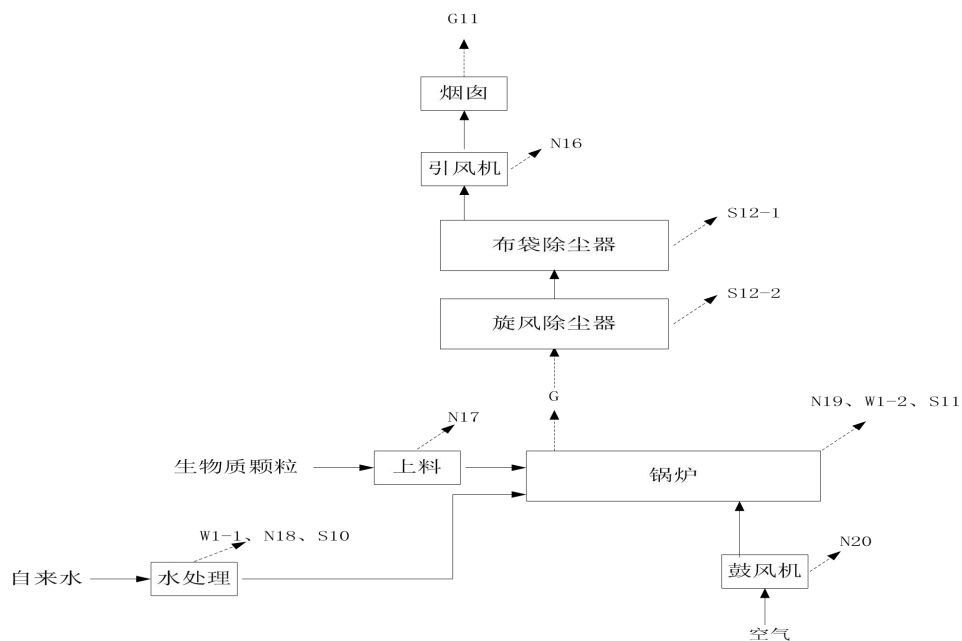 G11
烟囱
引风机
N16
布袋除尘器
S12-1
旋风除尘器
S12-2
G
N19、W1-2、S11
N17
生物质颗粒
上料
锅炉
W1-1、N18、S10
自来水
水处理
鼓风机
N20
空气